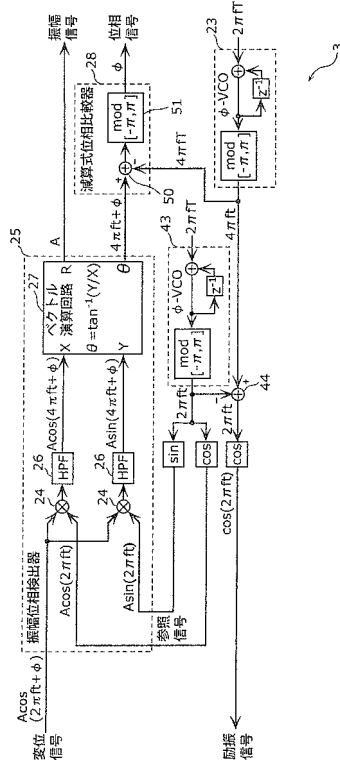 変位
信号
Acos
(2πft+φ)
振幅位相検出器
25
Acos(2πft)
Asin(2πft)
参照
信号
24
24
26
HPF
26
HPF
Acos(4πft+φ)
Asin(4πft+φ)
27
ベクトル
演算回路
X
R
θ=tan⁻¹(Y/X)
Y
θ
A
振幅
信号
4πft+φ
減算式位相比較器
28
+
-
50
mod
[-π,π]
51
φ
位相
信号
4πfT
sin
cos
2πft
43
mod
[-π,π]
φ-VCO
z⁻¹
2πfT
23
mod
[-π,π]
φ-VCO
z⁻¹
2πfT
4πft
-
+
44
2πft
cos
cos(2πft)
励振
信号
3